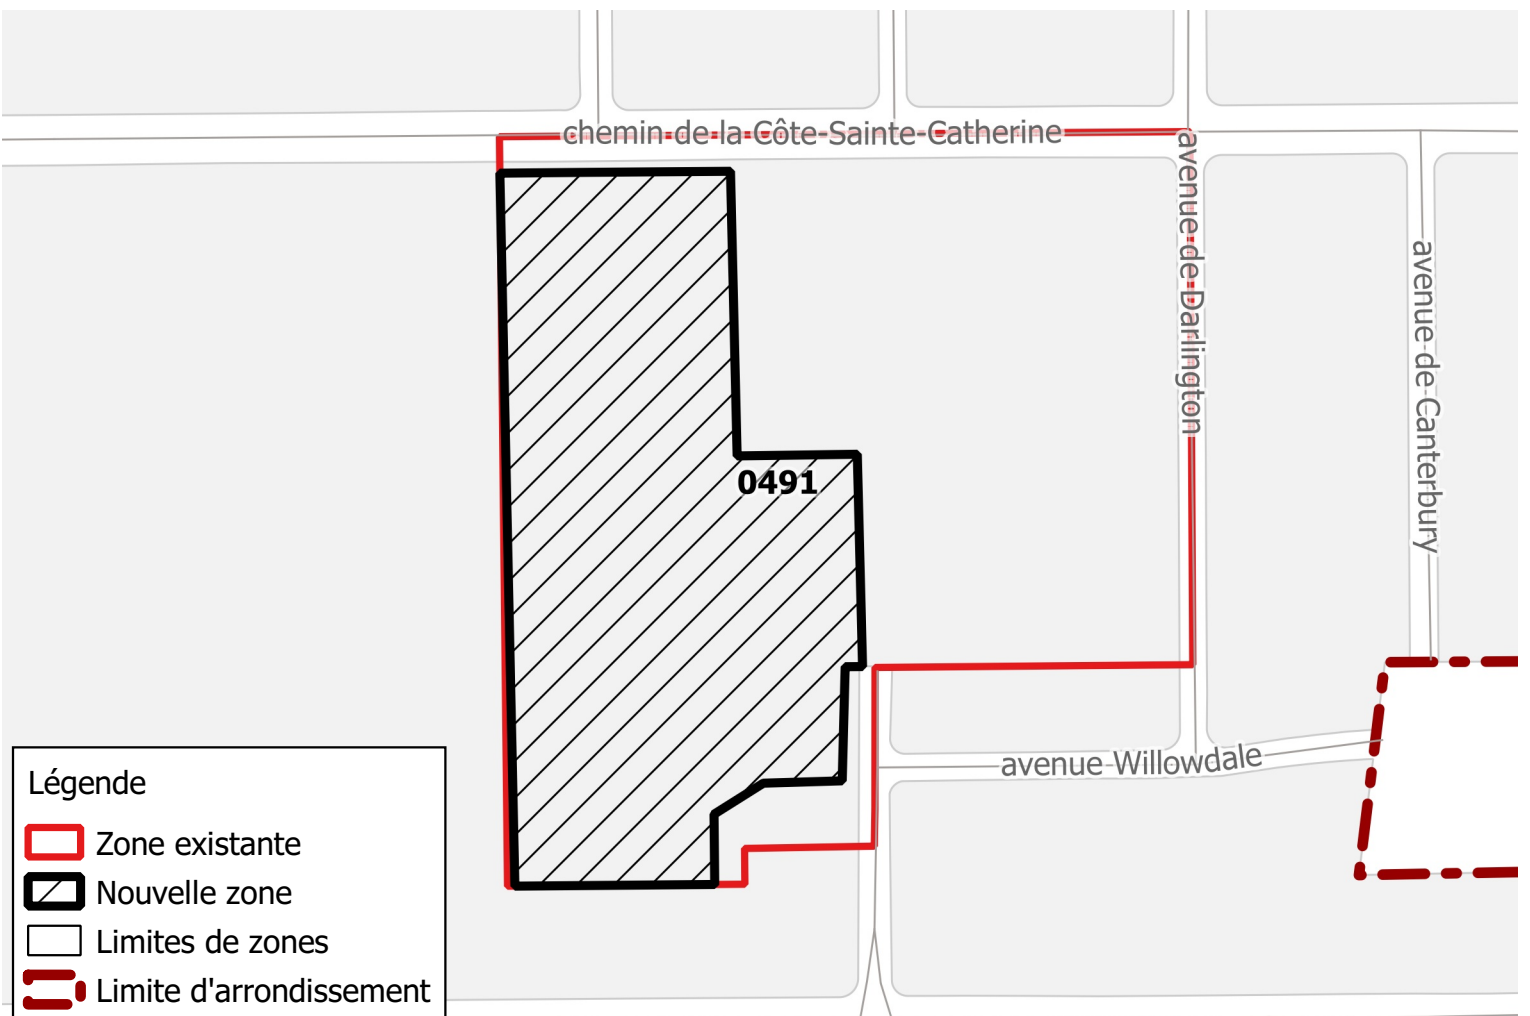 chemin de la Côte-Sainte-Catherine
avenue de Darlington
avenue de Canterbury
0491
avenue Willowdale
Légende
Zone existante
Nouvelle zone
Limites de zones
Limite d'arrondissement